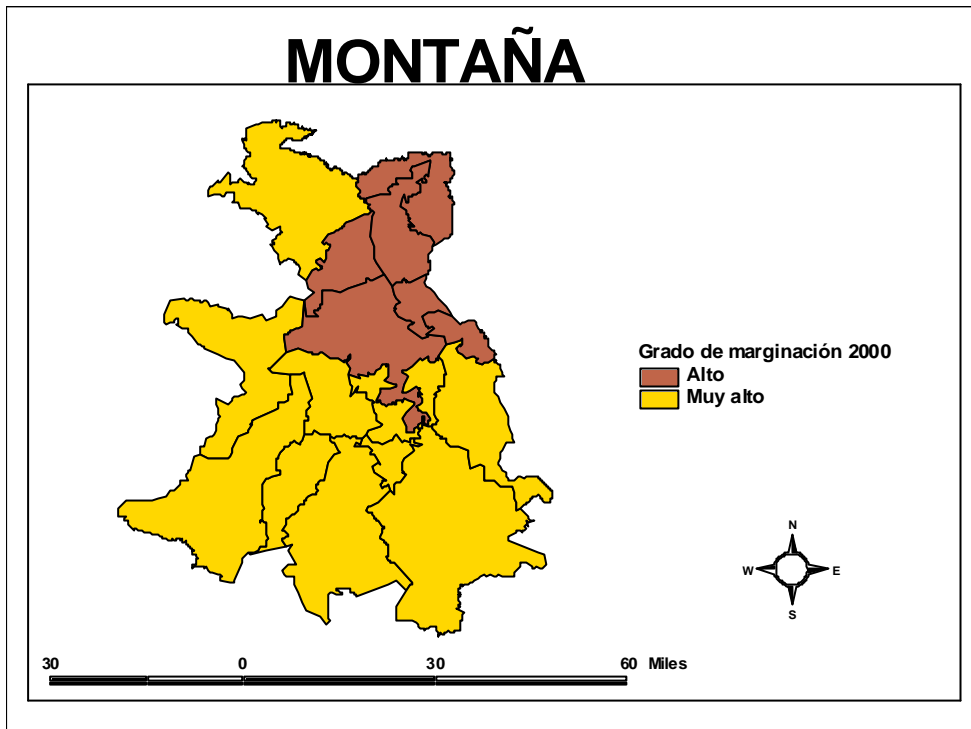 MONTAÑA
Grado de marginación 2000
Alto
Muy alto
N
W E
S
30 0 30 60 Miles